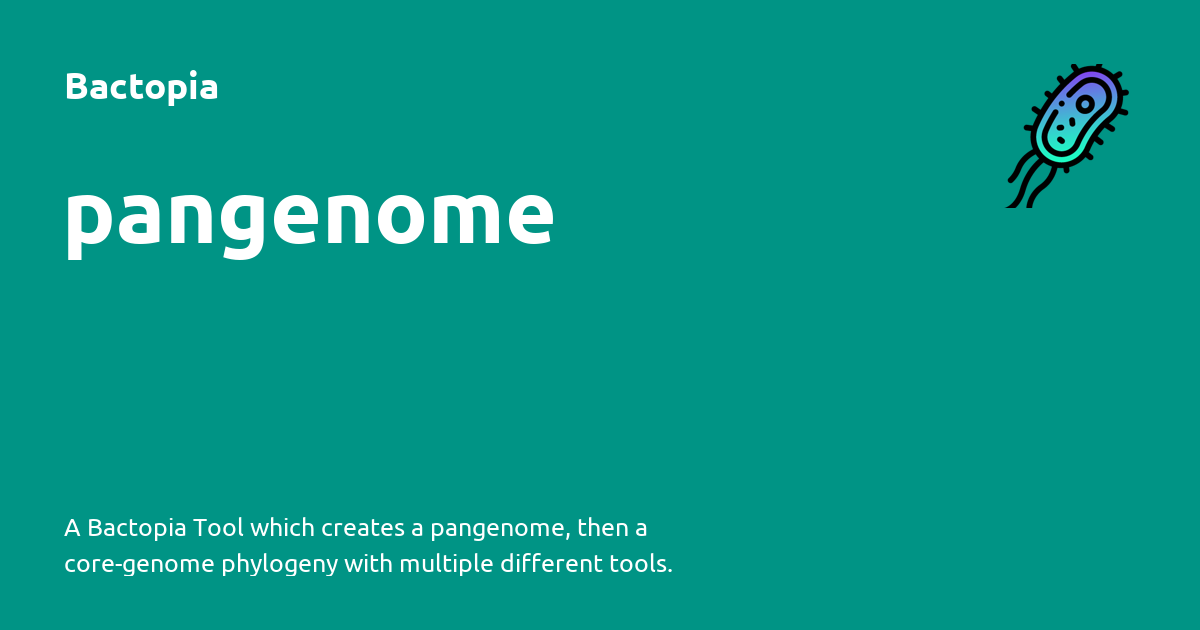 Bactopia
pangenome
A Bactopia Tool which creates a pangenome, then a
core-genome phylogeny with multiple different tools.